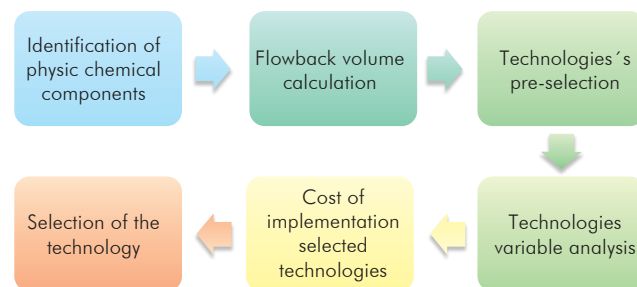 Identification of
physic chemical
components
Flowback volume
calculation
Technologies´s
pre-selection
Technologies
variable analysis
Cost of
implementation
selected
technologies
Selection of the
technology